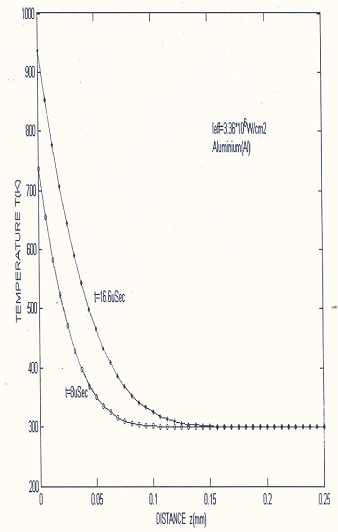 1000
900
800
700
600
500
400
300
200
TEMPERATURE T(K)
Ieff=3.36*10^6W/cm2
Aluminium(Al)
t=16.6uSec
t=8uSec
0
0.05
0.1
0.15
0.2
0.25
DISTANCE z(mm)